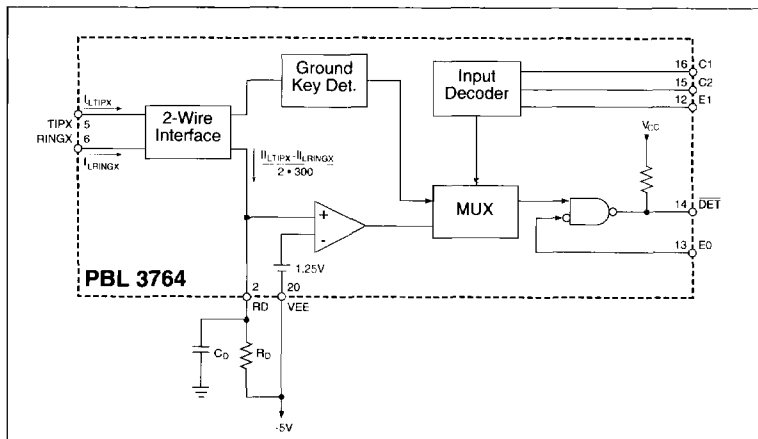 Ground
Key Det.
Input
Decoder
16
C1
15
C2
12
E1
ILTIPX
TIPX
5
RINGX
6
ILRINGX
2-Wire
Interface
IILTIPX-IILRINGX
2 • 300
VCC
MUX
14
DET
13
E0
+
-
1.25V
PBL 3764
2
RD
20
VEE
CD
RD
-5V